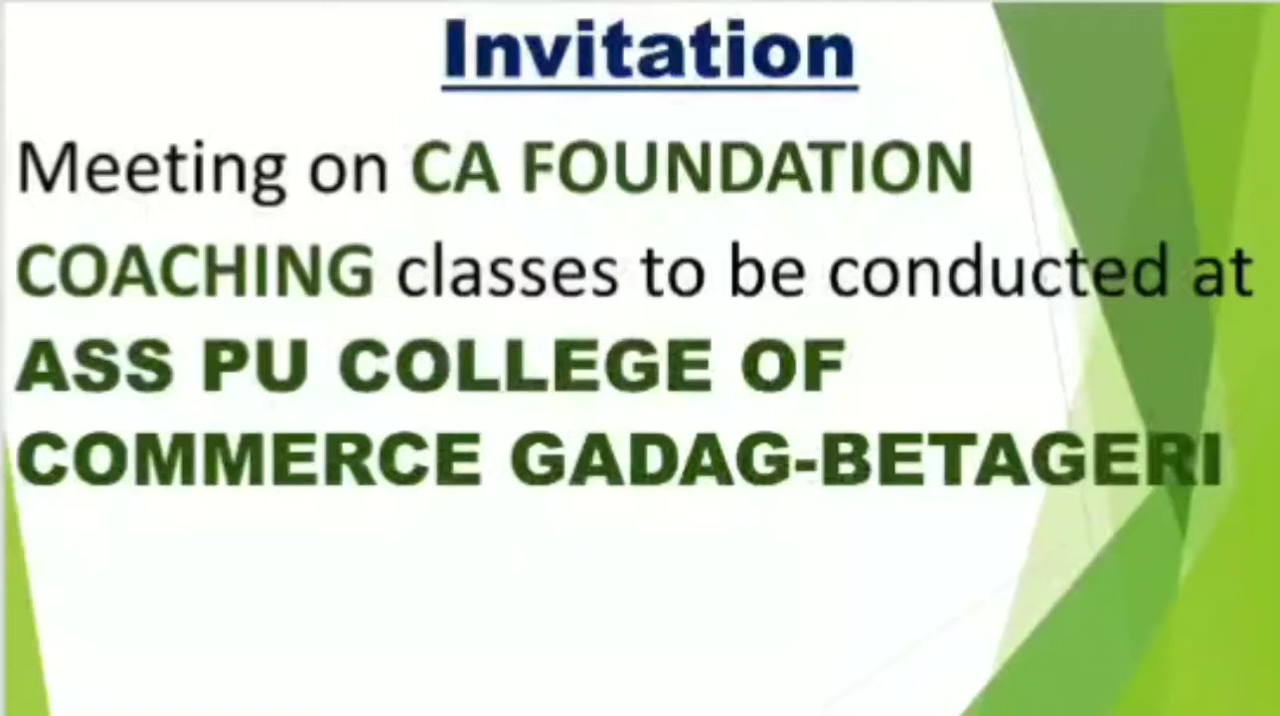 Invitation
Meeting on CA FOUNDATION
COACHING classes to be conducted at
ASS PU COLLEGE OF
COMMERCE GADAG-BETAGERI